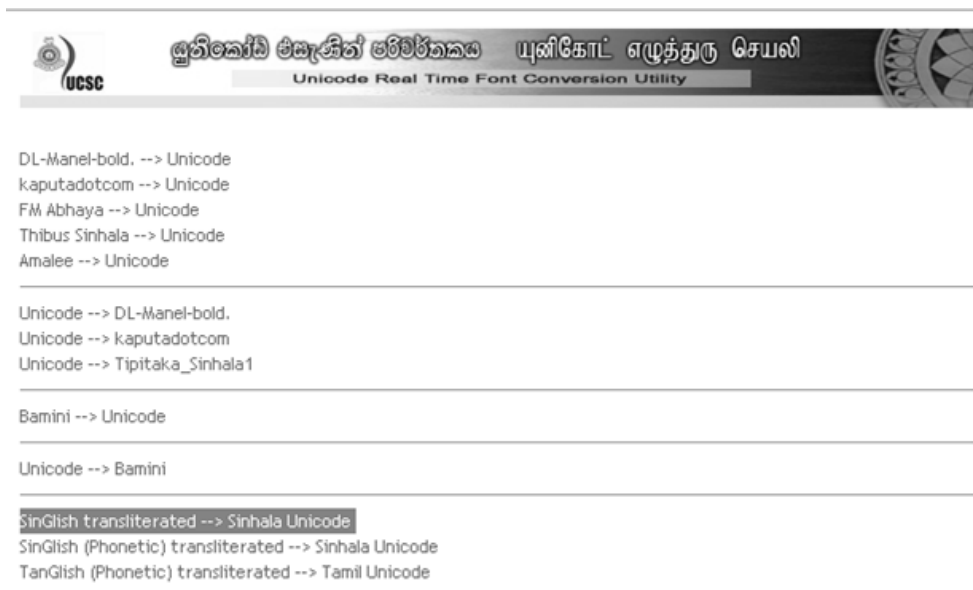 යුනිකෝඩ් එසැණින් පරිවර්තකය யுனிகோட் எழுத்துரு செயலி
UCSC
Unicode Real Time Font Conversion Utility
DL-Manel-bold. --> Unicode
kaputadotcom --> Unicode
FM Abhaya --> Unicode
Thibus Sinhala --> Unicode
Amalee --> Unicode
Unicode --> DL-Manel-bold.
Unicode --> kaputadotcom
Unicode --> Tipitaka_Sinhala1
Bamini --> Unicode
Unicode --> Bamini
SinGlish transliterated --> Sinhala Unicode
SinGlish (Phonetic) transliterated --> Sinhala Unicode
TanGlish (Phonetic) transliterated --> Tamil Unicode